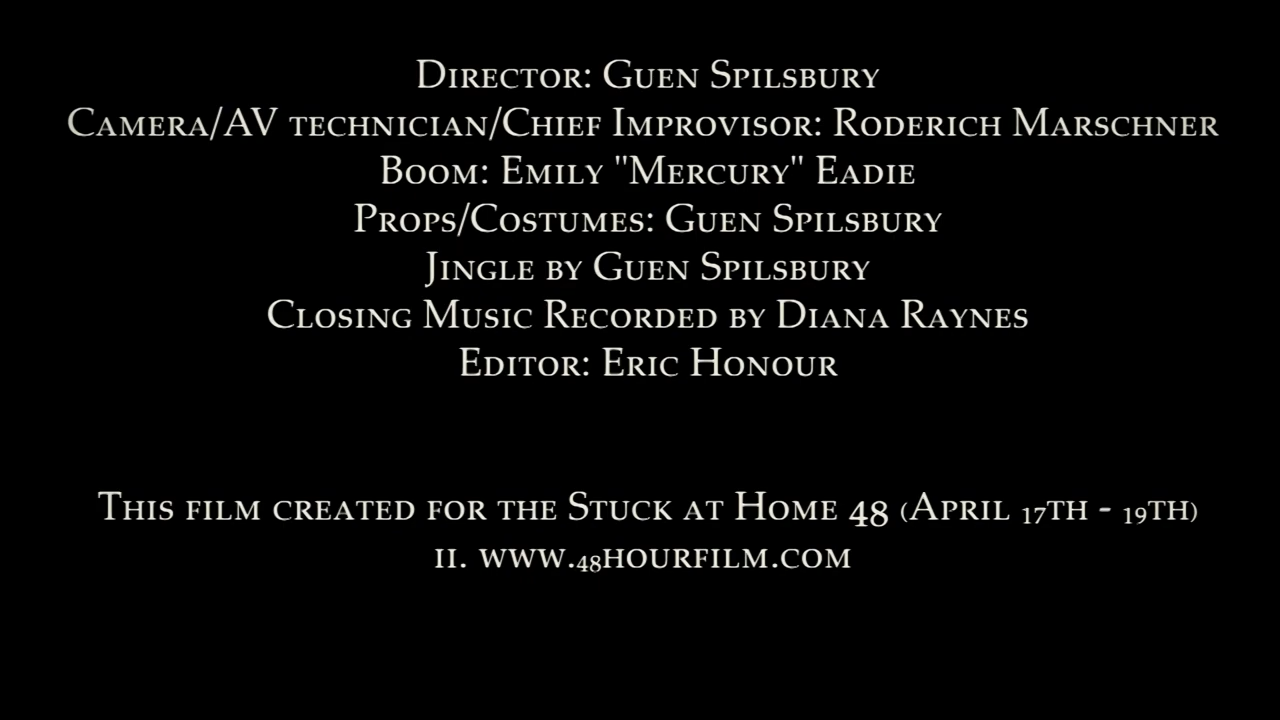 Director: Guen Spilsbury
Camera/AV technician/Chief Improvisor: Roderich Marschner
Boom: Emily "Mercury" Eadie
Props/Costumes: Guen Spilsbury
Jingle by Guen Spilsbury
Closing Music Recorded by Diana Raynes
Editor: Eric Honour
This film created for the Stuck at Home 48 (April 17th - 19th)
ii. www.48hourfilm.com